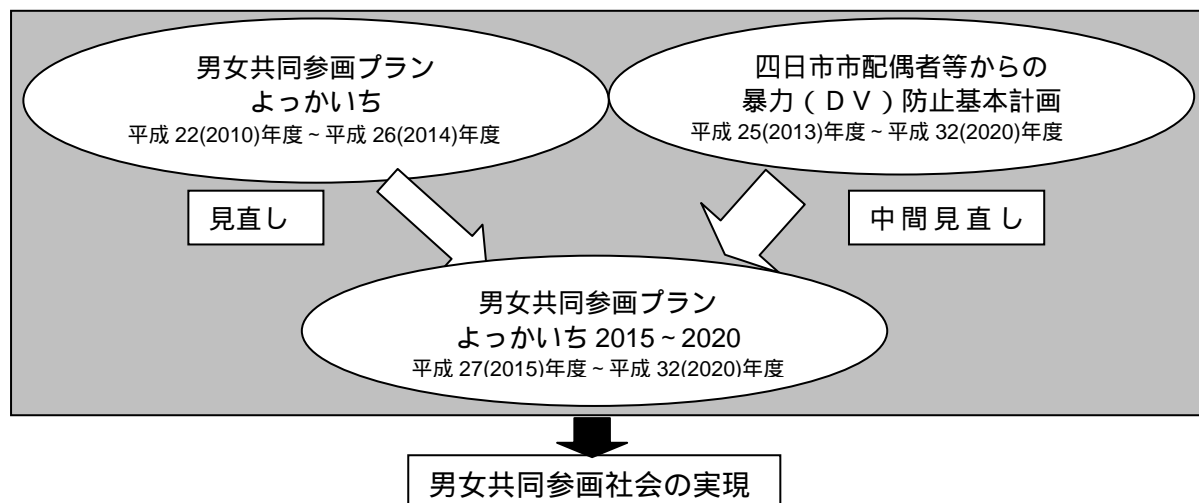 男女共同参画プラン
よっかいち
平成 22(2010)年度~平成 26(2014)年度
四日市市配偶者等からの
暴力(DV)防止基本計画
平成 25(2013)年度~平成 32(2020)年度
見直し
中間見直し
男女共同参画プラン
よっかいち 2015~2020
平成 27(2015)年度~平成 32(2020)年度
男女共同参画社会の実現